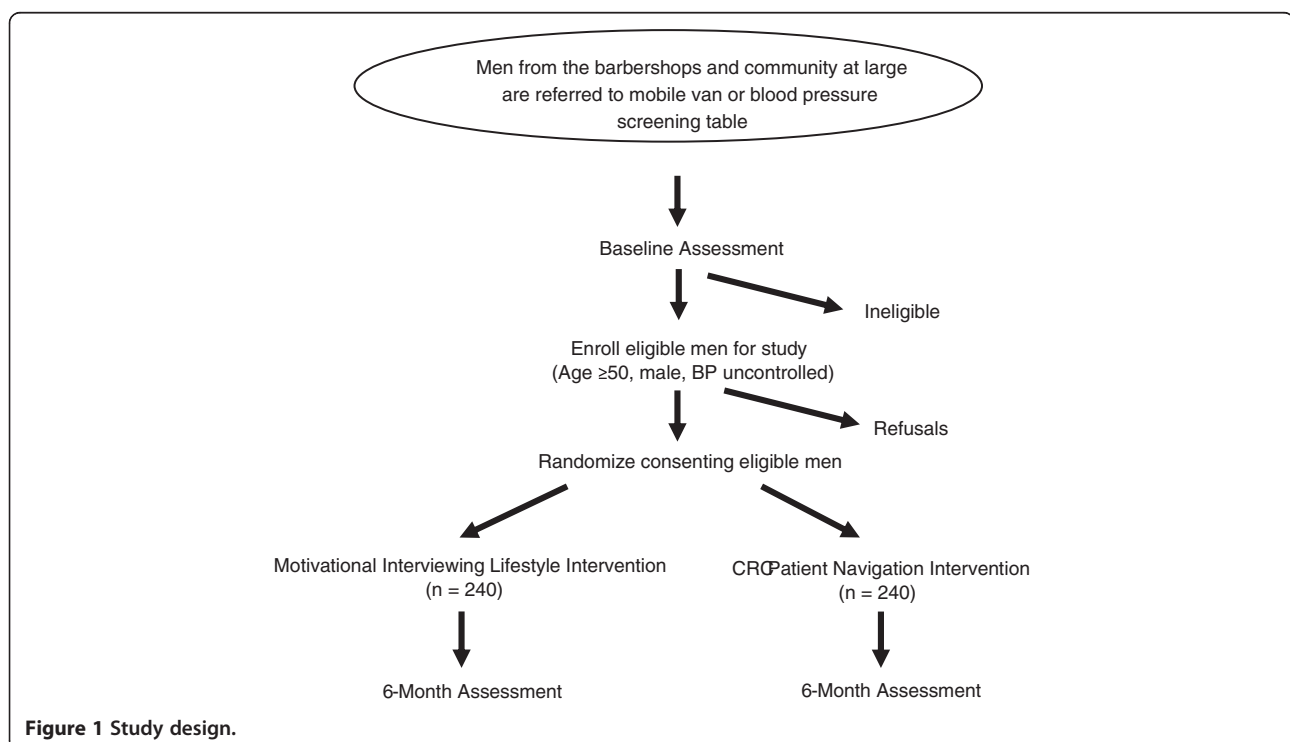 Men from the barbershops and community at large
are referred to mobile van or blood pressure
screening table
Baseline Assessment
Ineligible
Enroll eligible men for study
(Age ≥50, male, BP uncontrolled)
Refusals
Randomize consenting eligible men
Motivational Interviewing Lifestyle Intervention
(n = 240)
CRC Patient Navigation Intervention
(n = 240)
6-Month Assessment
6-Month Assessment
Figure 1 Study design.